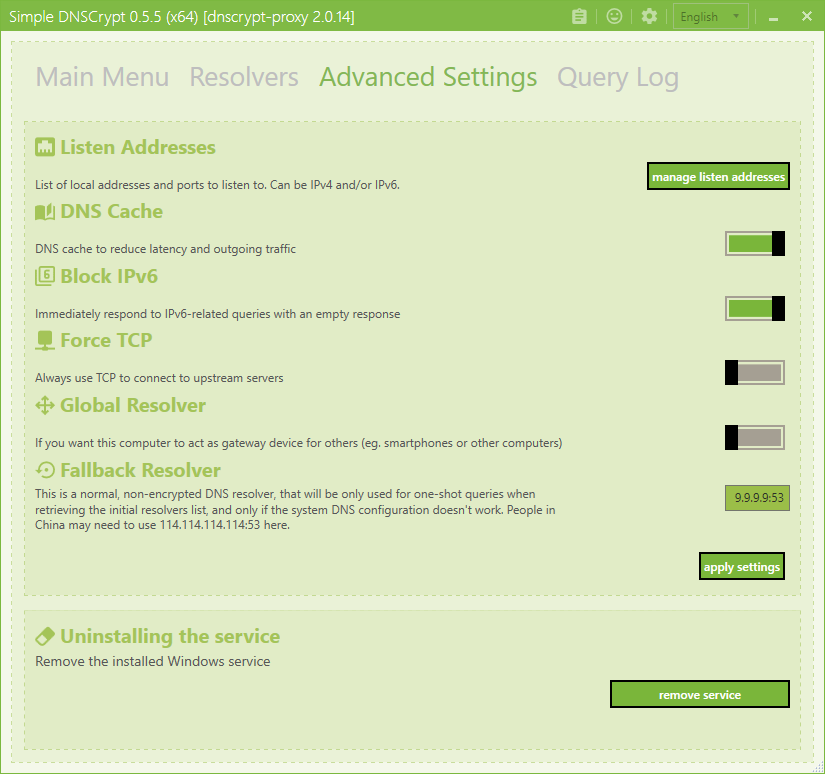 Simple DNSCrypt 0.5.5 (x64) [dnscrypt-proxy 2.0.14]
English
Main Menu Resolvers Advanced Settings Query Log
Listen Addresses
List of local addresses and ports to listen to. Can be IPv4 and/or IPv6.
manage listen addresses
DNS Cache
DNS cache to reduce latency and outgoing traffic
6 Block IPv6
Immediately respond to IPv6-related queries with an empty response
Force TCP
Always use TCP to connect to upstream servers
Global Resolver
If you want this computer to act as gateway device for others (eg. smartphones or other computers)
Fallback Resolver
This is a normal, non-encrypted DNS resolver, that will be only used for one-shot queries when
retrieving the initial resolvers list, and only if the system DNS configuration doesn't work. People in
China may need to use 114.114.114.114:53 here.
9.9.9.9:53
apply settings
Uninstalling the service
Remove the installed Windows service
remove service